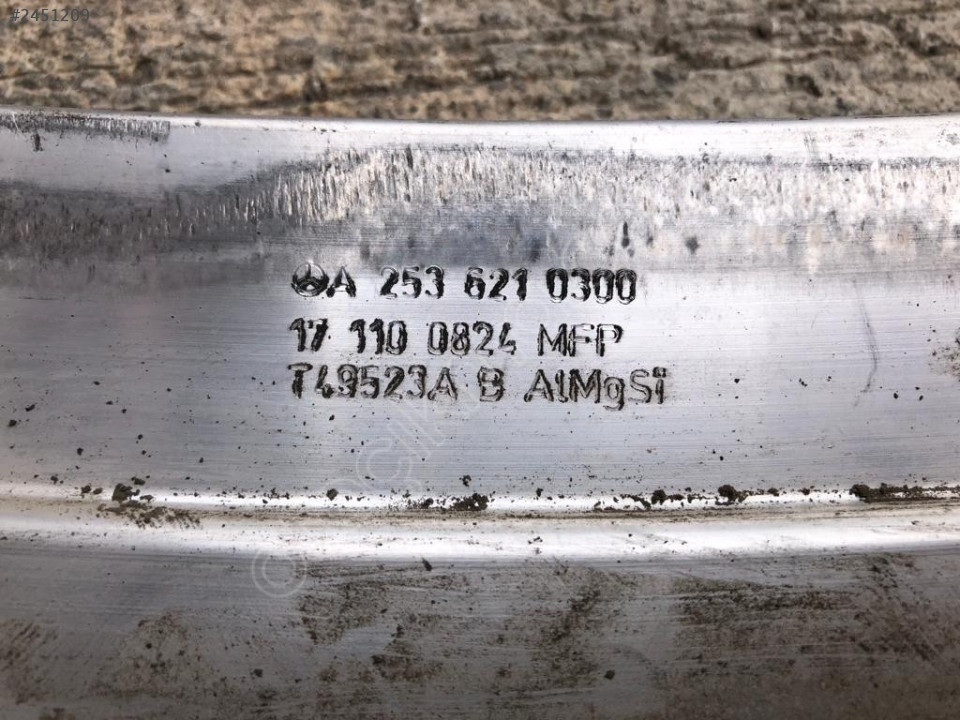 #2451209
A 253 621 0300
17 110 0824 MFP
T49523A B AlMgSi